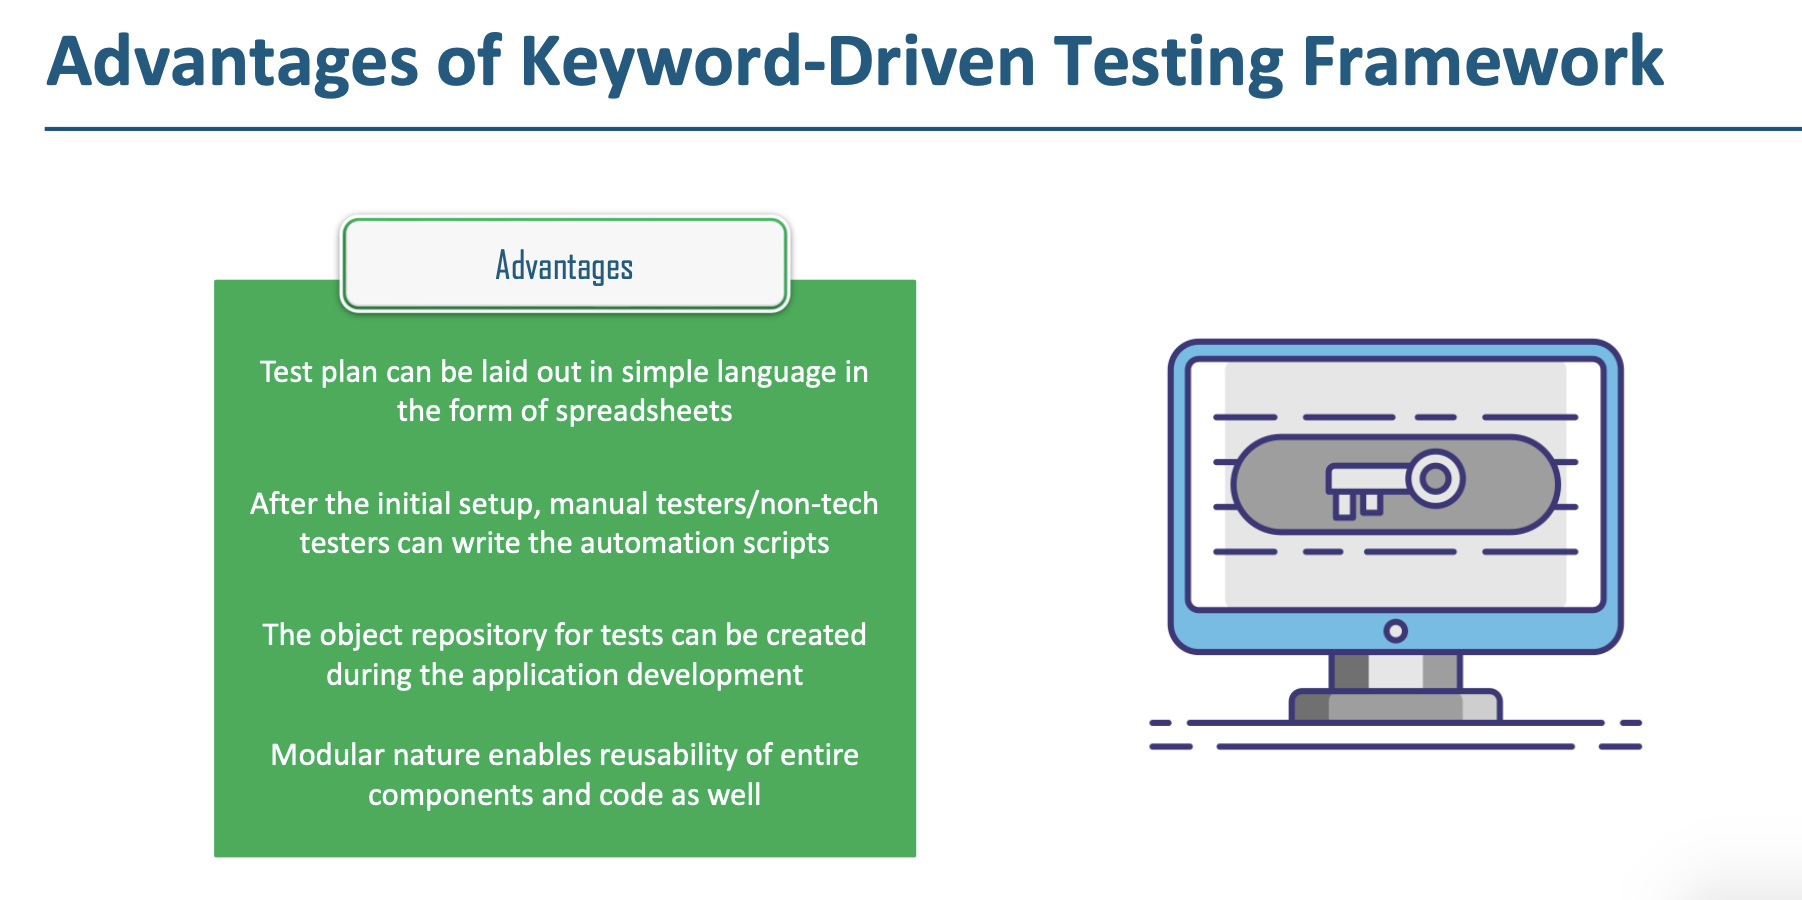 Advantages of Keyword-Driven Testing Framework
Advantages
Test plan can be laid out in simple language in
the form of spreadsheets
After the initial setup, manual testers/non-tech
testers can write the automation scripts
The object repository for tests can be created
during the application development
Modular nature enables reusability of entire
components and code as well